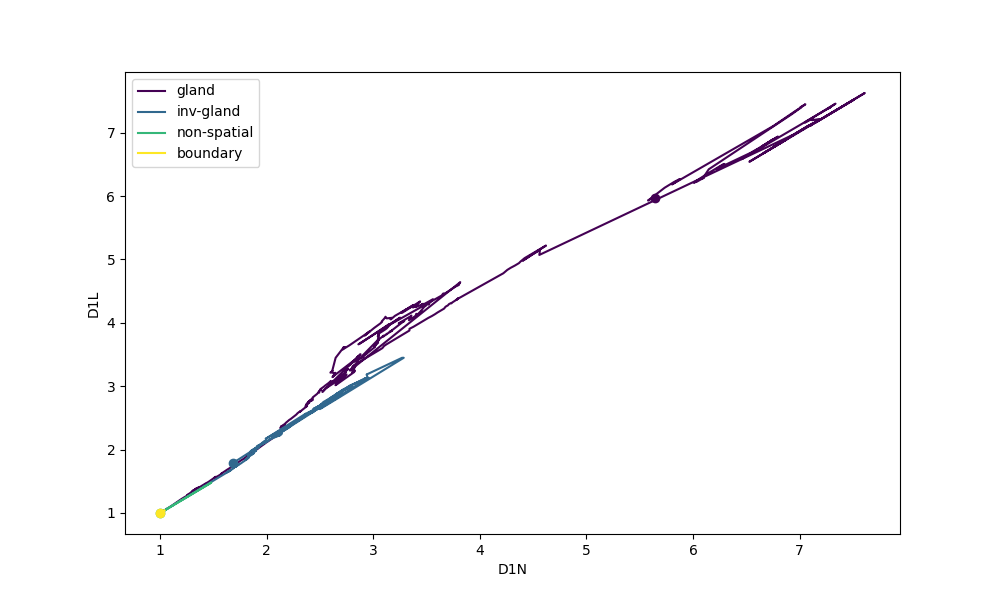 gland
inv-gland
non-spatial
boundary
7
6
5
4
3
2
1
D1L
1 2 3 4 5 6 7
D1N